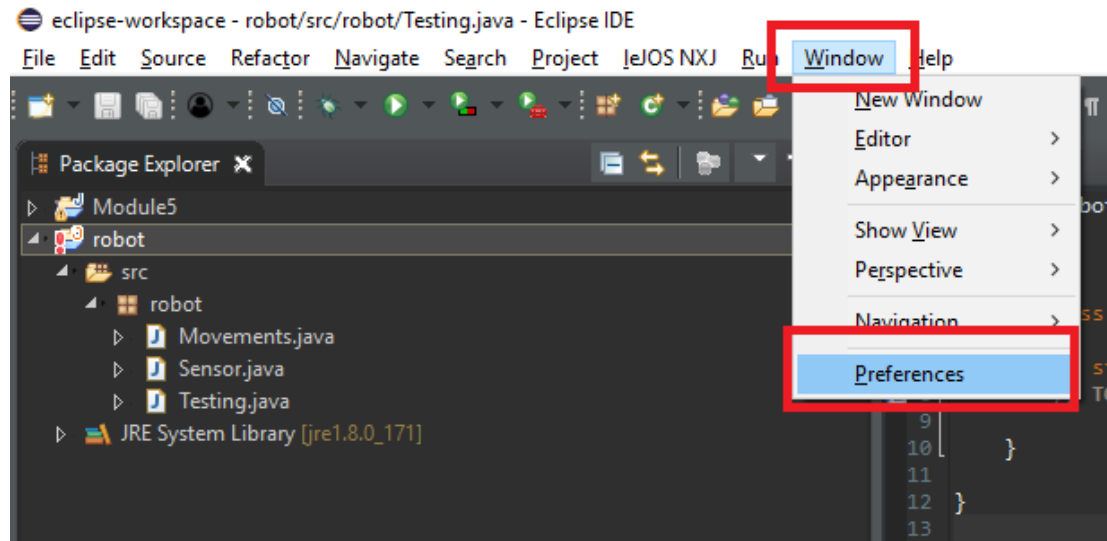 eclipse-workspace - robot/src/robot/Testing.java - Eclipse IDE
File Edit Source Refactor Navigate Search Project leJOS NXJ Run Window Help
New Window
Package Explorer
Editor
Appearance
Module5
robot
Show View
src
Perspective
robot
Navigation
Movements.java
Sensor.java
Preferences
Testing.java
9
JRE System Library [jre1.8.0_171]
10 }
11
12 }
13